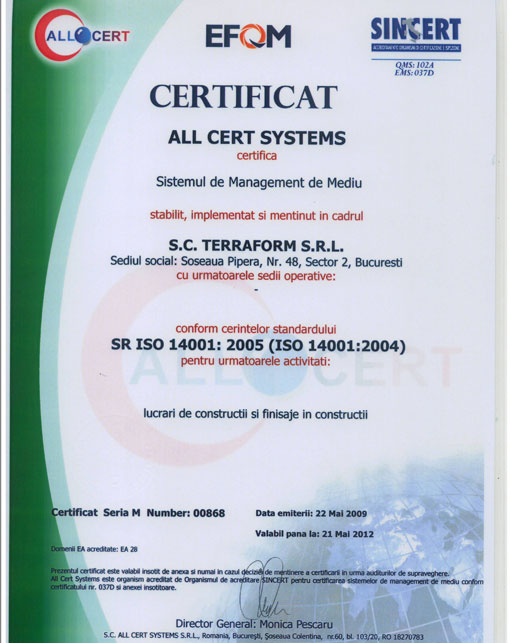 ALL CERT
EFQM
SINCERT
QMS: 102A
EMS: 037D
CERTIFICAT
ALL CERT SYSTEMS
certifica
Sistemul de Management de Mediu
stabilit, implementat si mentinut in cadrul
S.C. TERRAFORM S.R.L.
Sediul social: Soseaua Pipera, Nr. 48, Sector 2, Bucuresti
cu urmatoarele sedii operative:
-
conform cerintelor standardului
SR ISO 14001: 2005 (ISO 14001:2004)
pentru urmatoarele activitati:
ALL CERT
lucrari de constructii si finisaje in constructii
Certificat Seria M Number: 00868
Data emiterii: 22 Mai 2009
Valabil pana la: 21 Mai 2012
Domenii EA acreditate: EA 28
Prezentul certificat este valabil insotit de anexa si numai in cazul deciziei de mentinere a certificarii in urma auditurilor de supraveghere.
All Cert Systems este organism acreditat de Organismul de acreditare SINCERT pentru certificarea sistemelor de management de mediu conform
certificatului nr. 037D si anexei insotitoare.
Director General: Monica Pescaru
S.C. ALL CERT SYSTEMS S.R.L., Romania, Bucureşti, Şoseaua Colentina, nr.60, bl. 103/20, RO 18270783